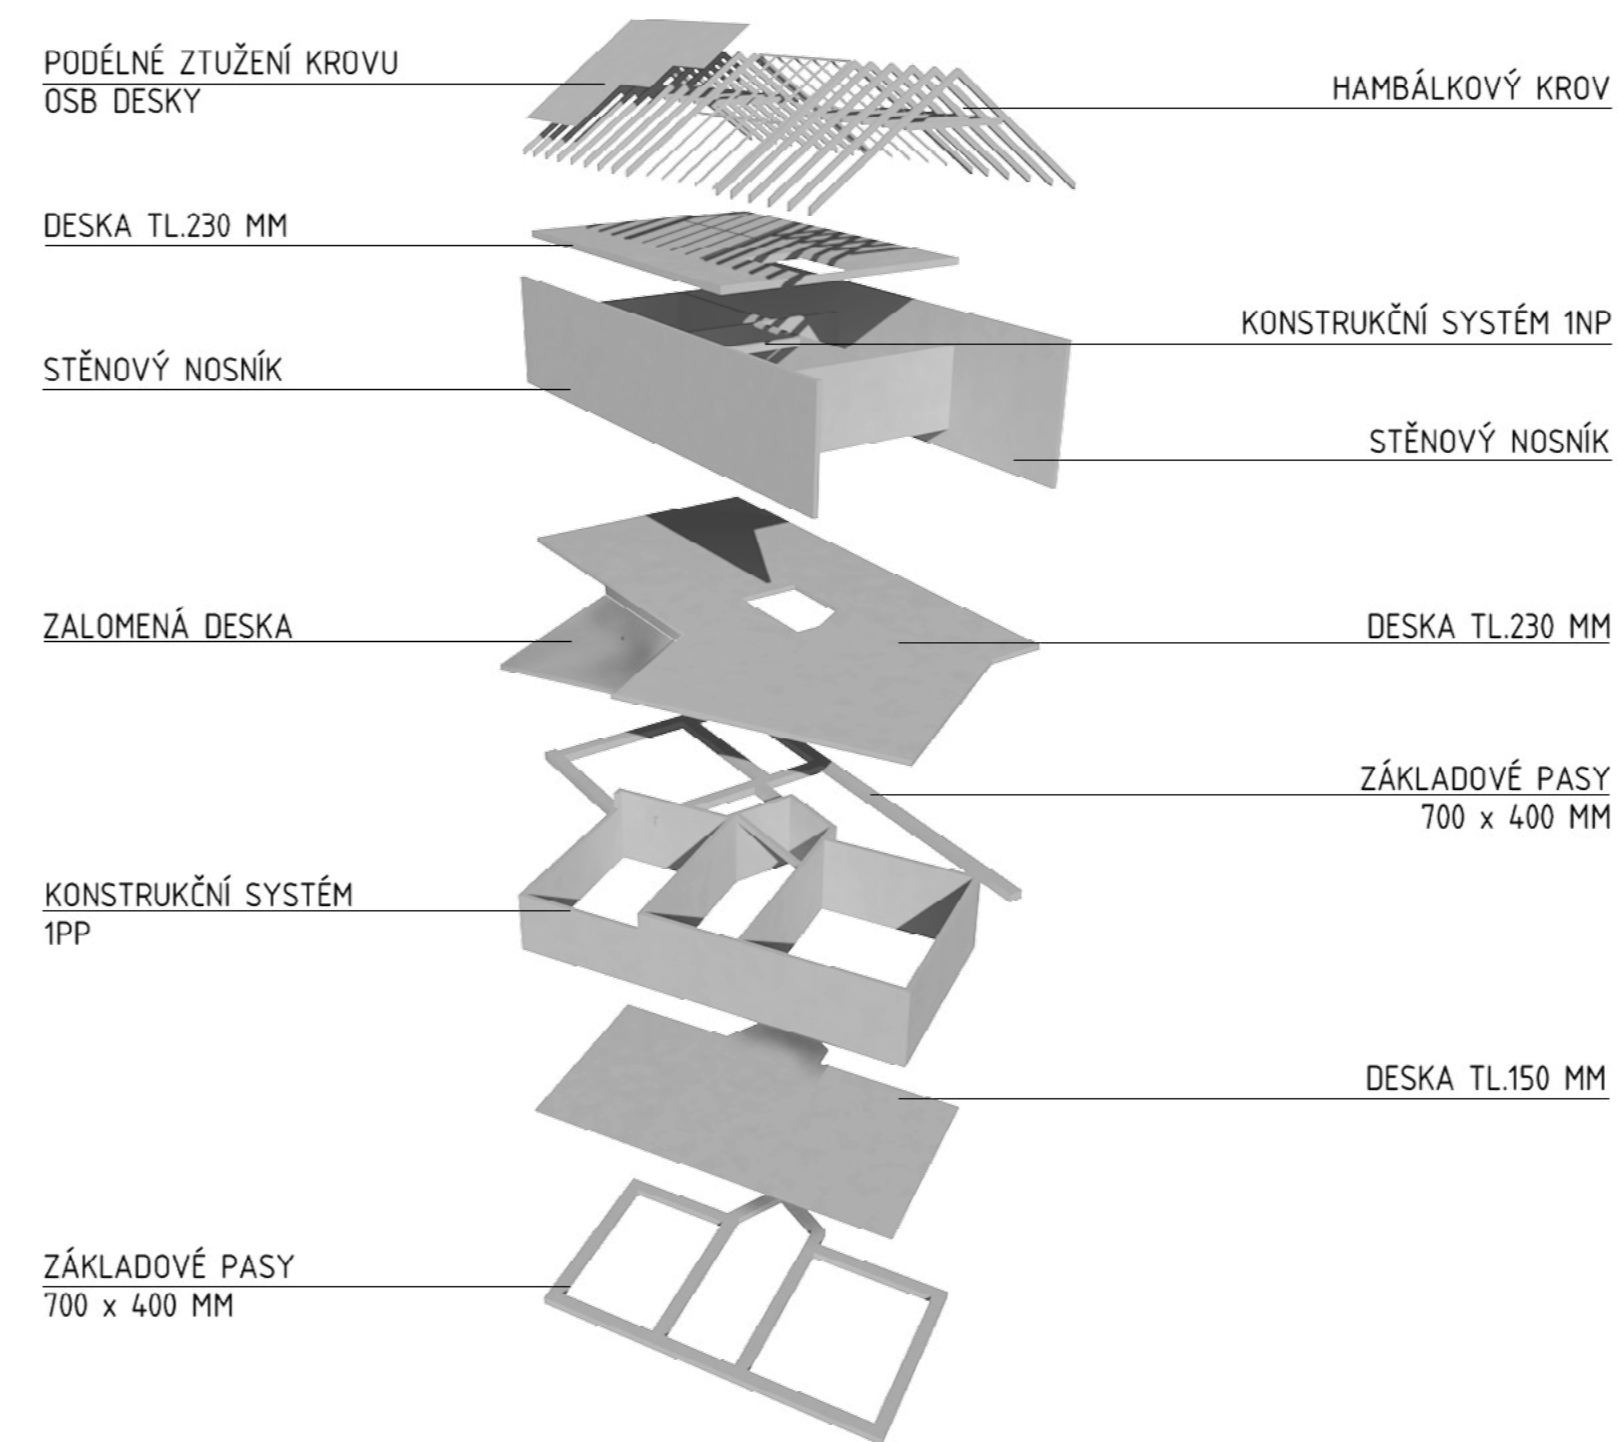 PODÉLNÉ ZTUŽENÍ KROVU
OSB DESKY
HAMBÁLKOVÝ KROV
DESKA TL.230 MM
KONSTRUKČNÍ SYSTÉM 1NP
STĚNOVÝ NOSNÍK
STĚNOVÝ NOSNÍK
ZALOMENÁ DESKA
DESKA TL.230 MM
ZÁKLADOVÉ PASY
700 x 400 MM
KONSTRUKČNÍ SYSTÉM
1PP
DESKA TL.150 MM
ZÁKLADOVÉ PASY
700 x 400 MM